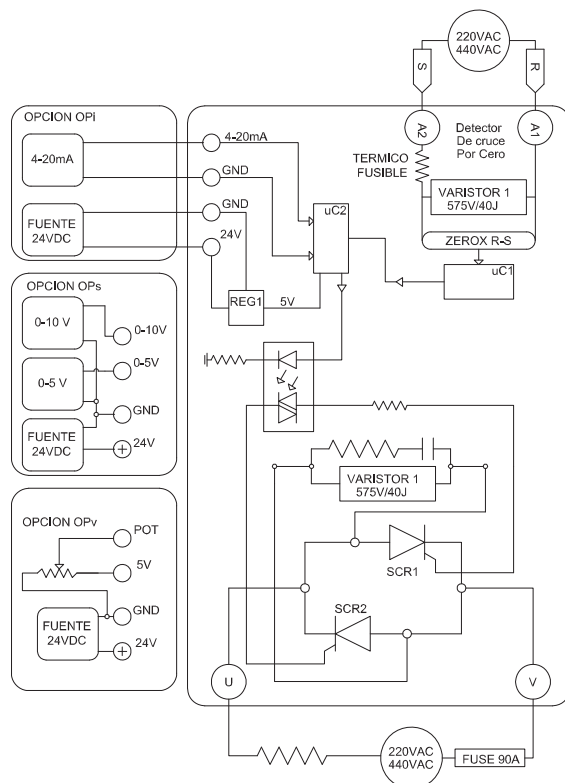 220VAC
440VAC
S
R
OPCION OPi
4-20mA
FUENTE
24VDC
4-20mA
GND
GND
24V
A2
Detector
De cruce
Por Cero
A1
TERMICO
FUSIBLE
VARISTOR 1
575V/40J
ZEROX R-S
uC1
uC2
REG1
5V
OPCION OPs
0-10 V
0-5 V
FUENTE
24VDC
0-10V
0-5V
GND
24V
VARISTOR 1
575V/40J
SCR1
SCR2
OPCION OPv
POT
5V
GND
24V
FUENTE
24VDC
U
V
220VAC
440VAC
FUSE 90A